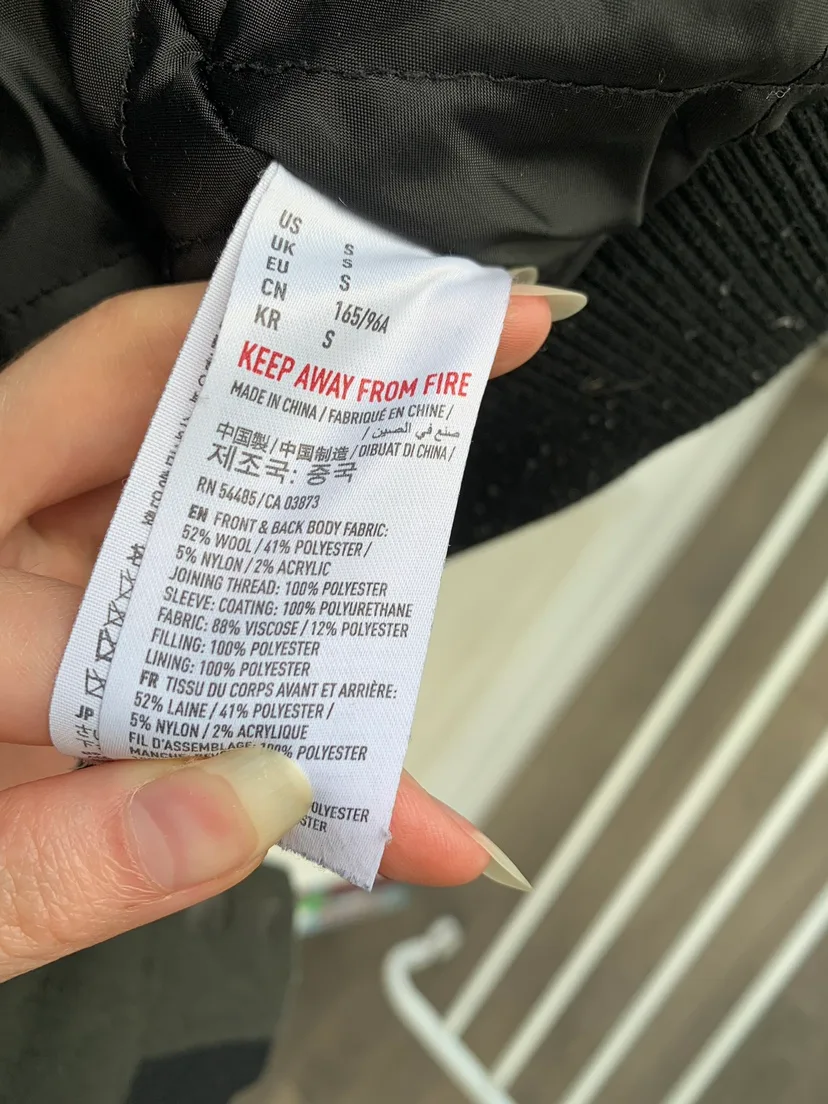 US S
UK S
EU S
CN 165/96A
KR S
KEEP AWAY FROM FIRE
MADE IN CHINA / FABRIQUÉ EN CHINE /
صنع في الصين /
中国製 / 中国制造 / DIBUAT DI CHINA /
제조국: 중국
RN 54485 / CA 03873
EN FRONT & BACK BODY FABRIC:
52% WOOL / 41% POLYESTER /
5% NYLON / 2% ACRYLIC
JOINING THREAD: 100% POLYESTER
SLEEVE: COATING: 100% POLYURETHANE
FABRIC: 88% VISCOSE / 12% POLYESTER
FILLING: 100% POLYESTER
LINING: 100% POLYESTER
FR TISSU DU CORPS AVANT ET ARRIÈRE:
52% LAINE / 41% POLYESTER /
5% NYLON / 2% ACRYLIQUE
FIL D'ASSEMBLAGE: 100% POLYESTER